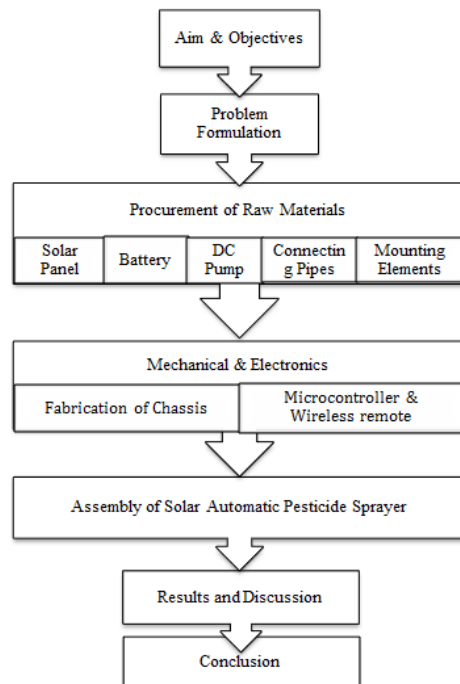 Aim & Objectives
Problem
Formulation
Procurement of Raw Materials
Solar
Panel
Battery
DC
Pump
Connectin
g Pipes
Mounting
Elements
Mechanical & Electronics
Fabrication of Chassis
Microcontroller &
Wireless remote
Assembly of Solar Automatic Pesticide Sprayer
Results and Discussion
Conclusion